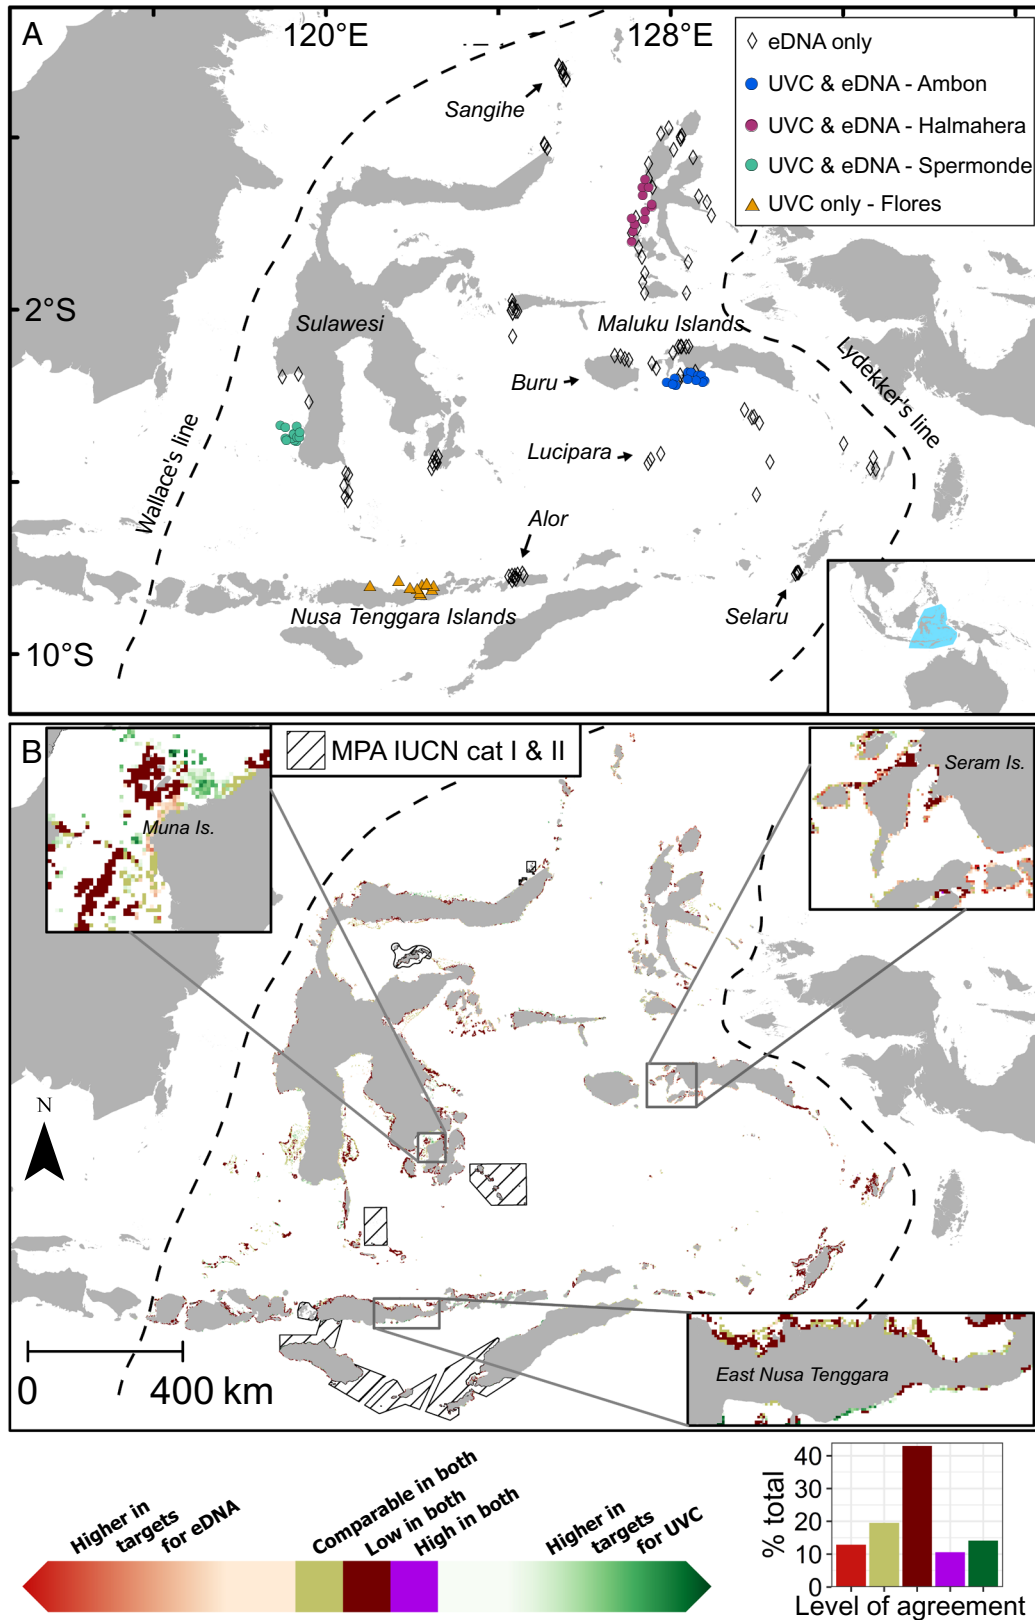 A
120°E
128°E
eDNA only
UVC & eDNA - Ambon
UVC & eDNA - Halmahera
UVC & eDNA - Spermonde
UVC only - Flores
Sangihe
2°S
Sulawesi
Maluku Islands
Buru
Lydekker's line
Wallace's line
Lucipara
Alor
Nusa Tenggara Islands
Selaru
10°S
B
MPA IUCN cat I & II
Muna Is.
Seram Is.
N
East Nusa Tenggara
0 400 km
Higher in
targets
for eDNA
Comparable in both
Low in both
High in both
Higher in
targets
for UVC
% total
40
30
20
10
0
Level of agreement